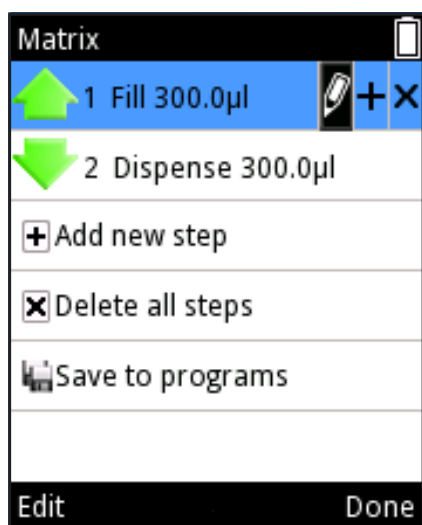 Matrix
1 Fill 300.0µl
2 Dispense 300.0µl
Add new step
Delete all steps
Save to programs
Edit Done